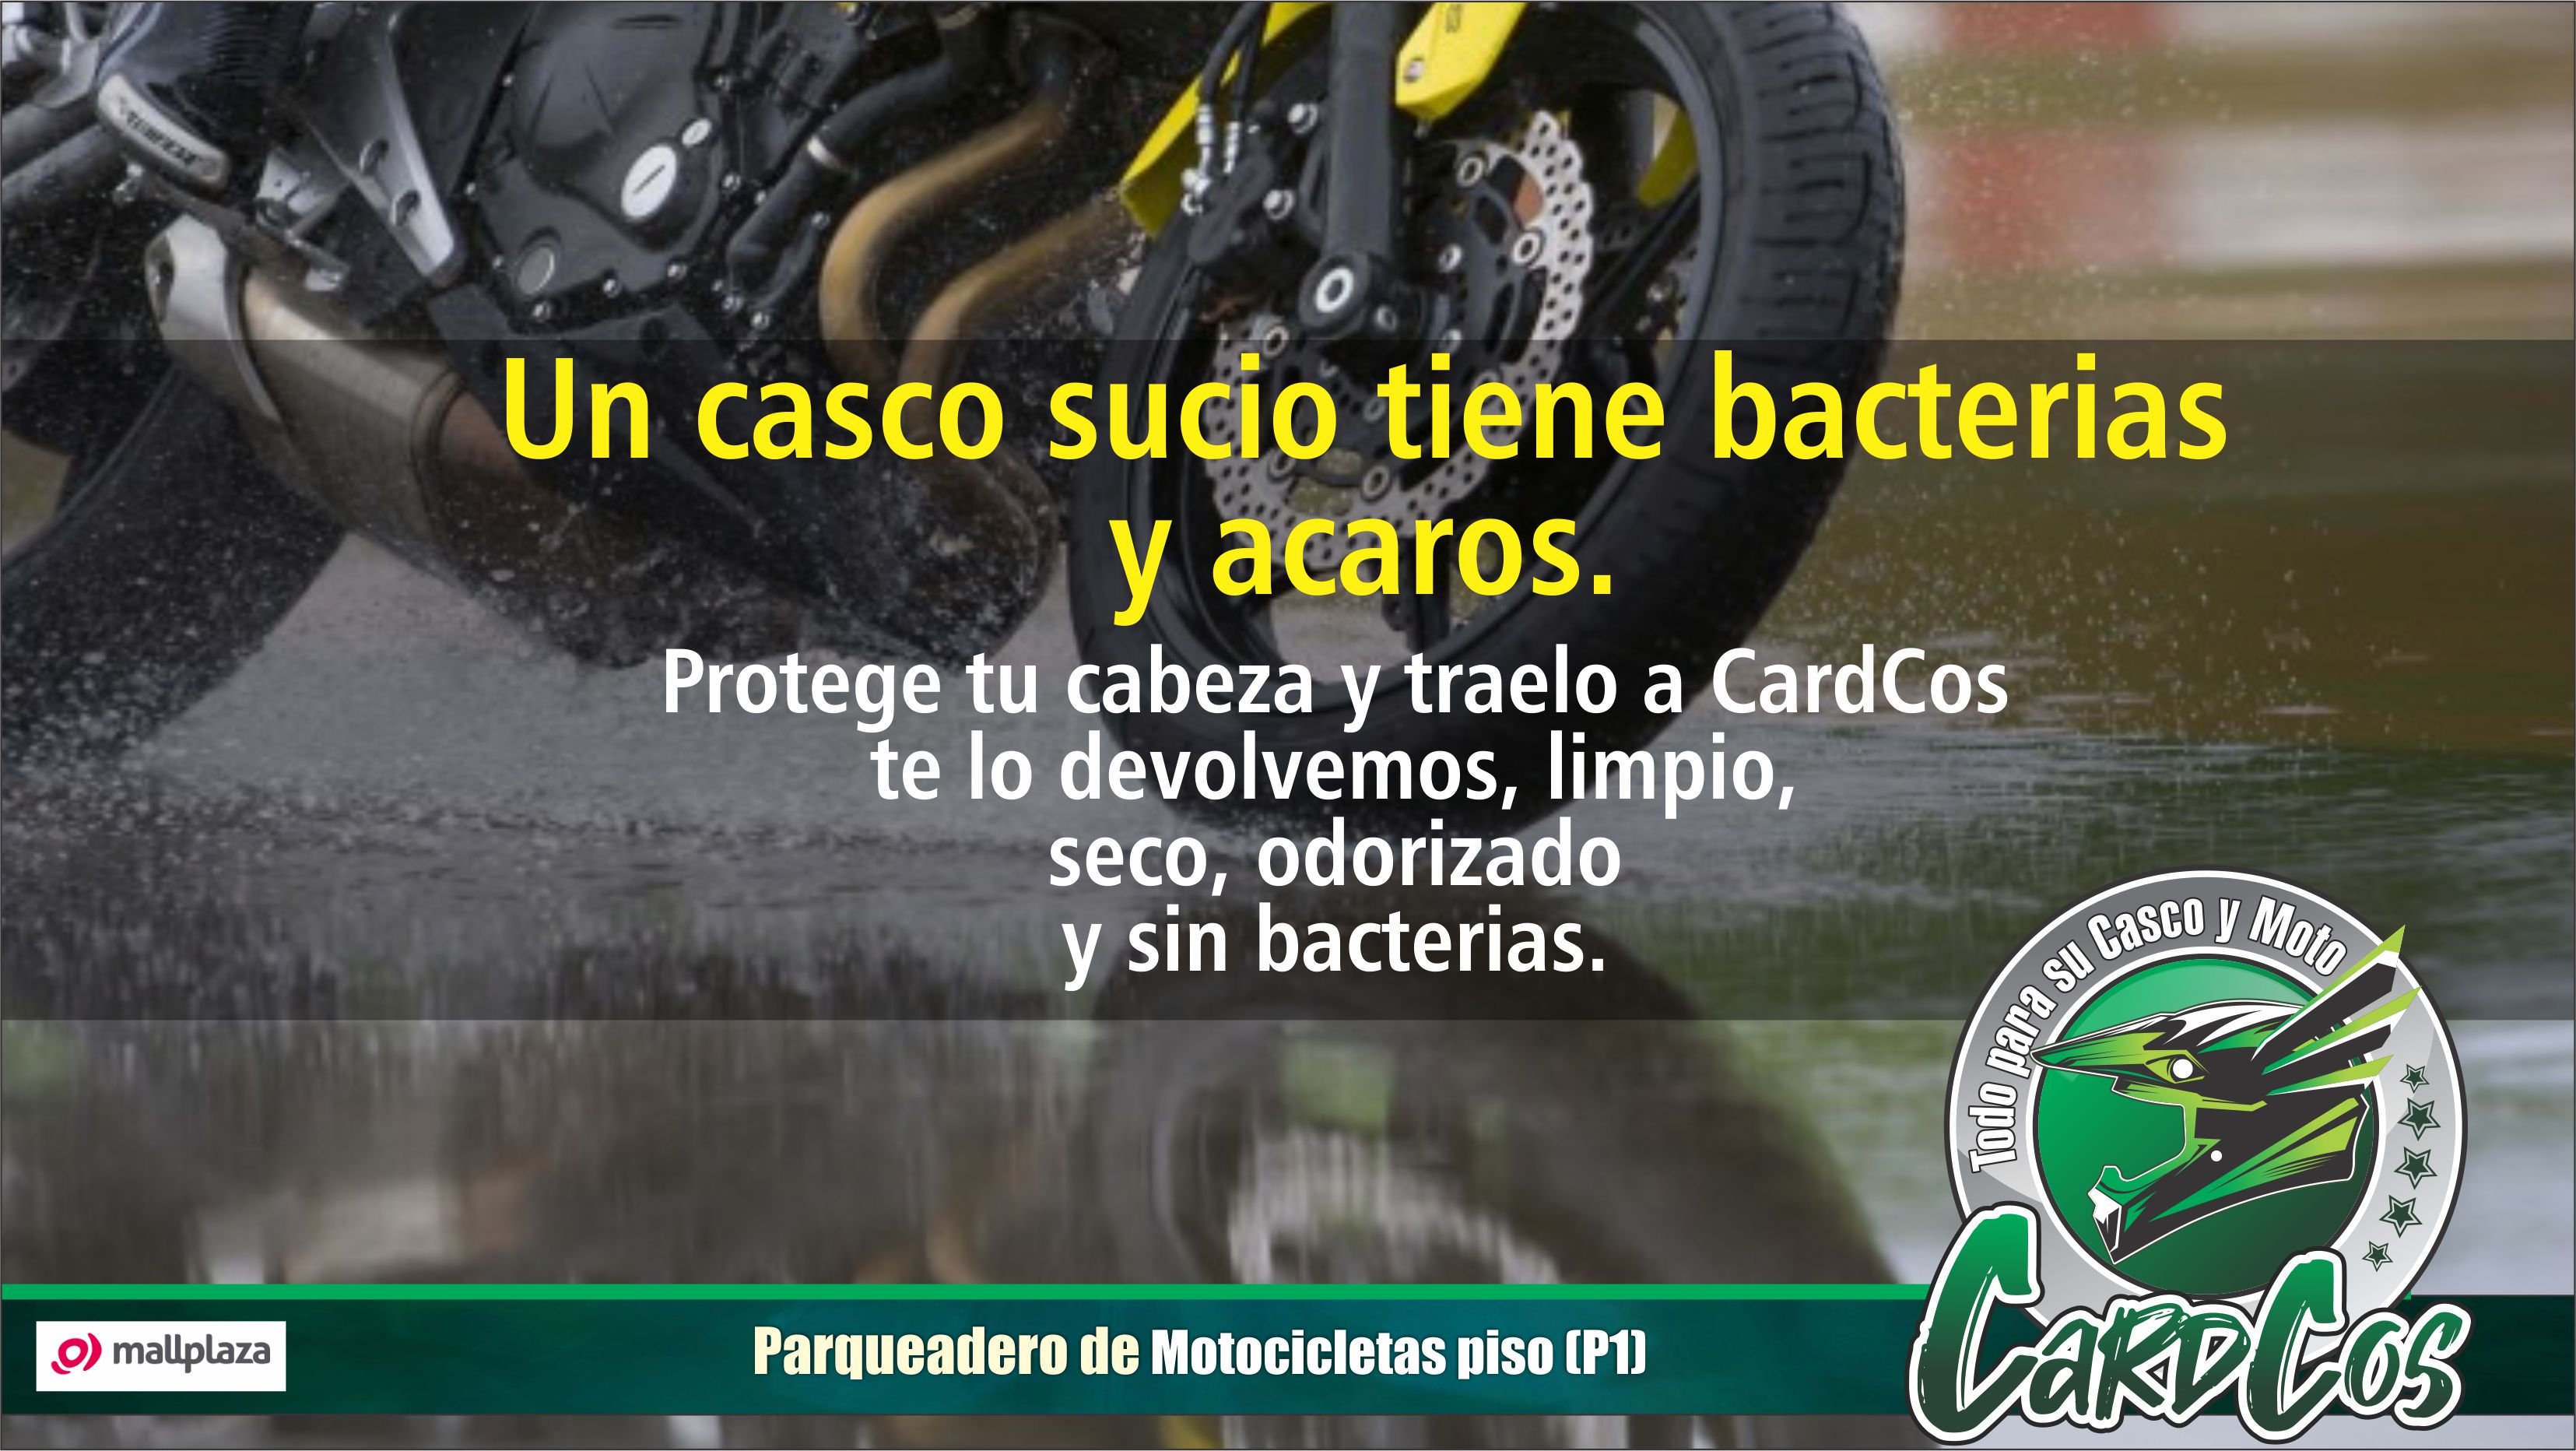 Un casco sucio tiene bacterias
y acaros.
Protege tu cabeza y traelo a CardCos
te lo devolvemos, limpio,
seco, odorizado
y sin bacterias.
Todo para su Casco y Moto
CARDCOS
mallplaza
Parqueadero de Motocicletas piso (P1)